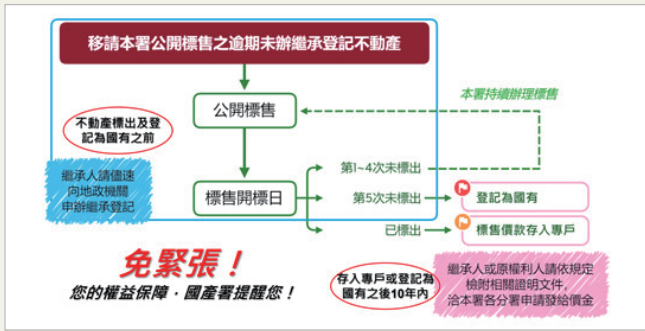 移請本署公開標售之逾期未辦繼承登記不動產
本署持續辦理標售
公開標售
不動產標出及登
記為國有之前
繼承人請儘速
向地政機關
申辦繼承登記
標售開標日
第1~4次未標出
第5次未標出
登記為國有
已標出
標售價款存入專戶
免緊張！
您的權益保障，國產署提醒您！
存入專戶或登記為
國有之後10年內
繼承人或原權利人請依規定
檢附相關證明文件，
洽本署各分署申請發給價金